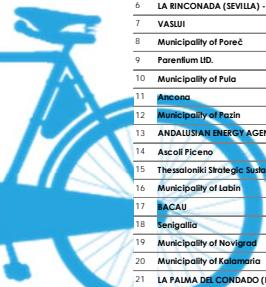 6 LA RINCONADA (SEVILLA) -
7 VASLUI
8 Municipality of Poreč
9 Parentium LtD.
10 Municipality of Pula
11 Ancona
12 Municipality of Pazin
13 ANDALUSIAN ENERGY AGEN
14 Ascoli Piceno
15 Thessaloniki Strategic Susta
16 Municipality of Labin
17 BACAU
18 Senigallia
19 Municipality of Novigrad
20 Municipality of Kalamaria
21 LA PALMA DEL CONDADO (